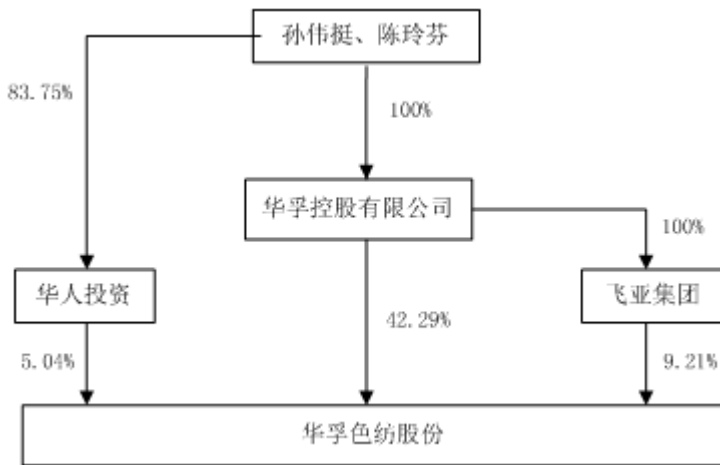 孙伟挺、陈玲芬
83.75%
100%
华孚控股有限公司
100%
华人投资
飞亚集团
42.29%
5.04%
9.21%
华孚色纺股份